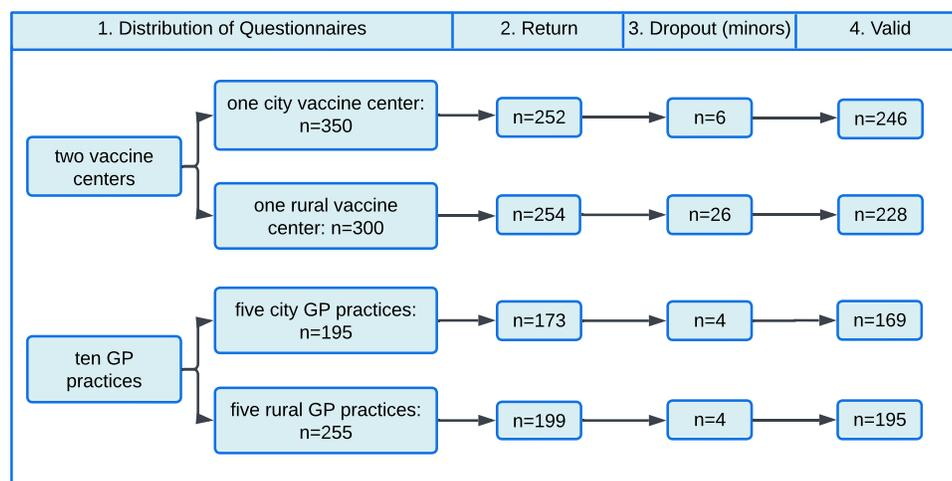 1. Distribution of Questionnaires
2. Return
3. Dropout (minors)
4. Valid
two vaccine
centers
one city vaccine center:
n=350
n=252
n=6
n=246
one rural vaccine
center: n=300
n=254
n=26
n=228
ten GP
practices
five city GP practices:
n=195
n=173
n=4
n=169
five rural GP practices:
n=255
n=199
n=4
n=195